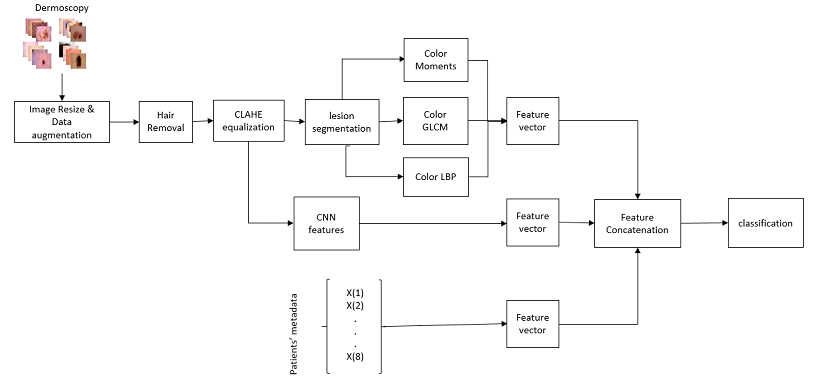 Dermoscopy
Image Resize &
Data
augmentation
Hair
Removal
CLAHE
equalization
lesion
segmentation
Color
Moments
Color
GLCM
Color LBP
Feature
vector
CNN
features
Feature
vector
Feature
Concatenation
classification
Patients' metadata
X(1)
X(2)
.
.
.
X(8)
Feature
vector